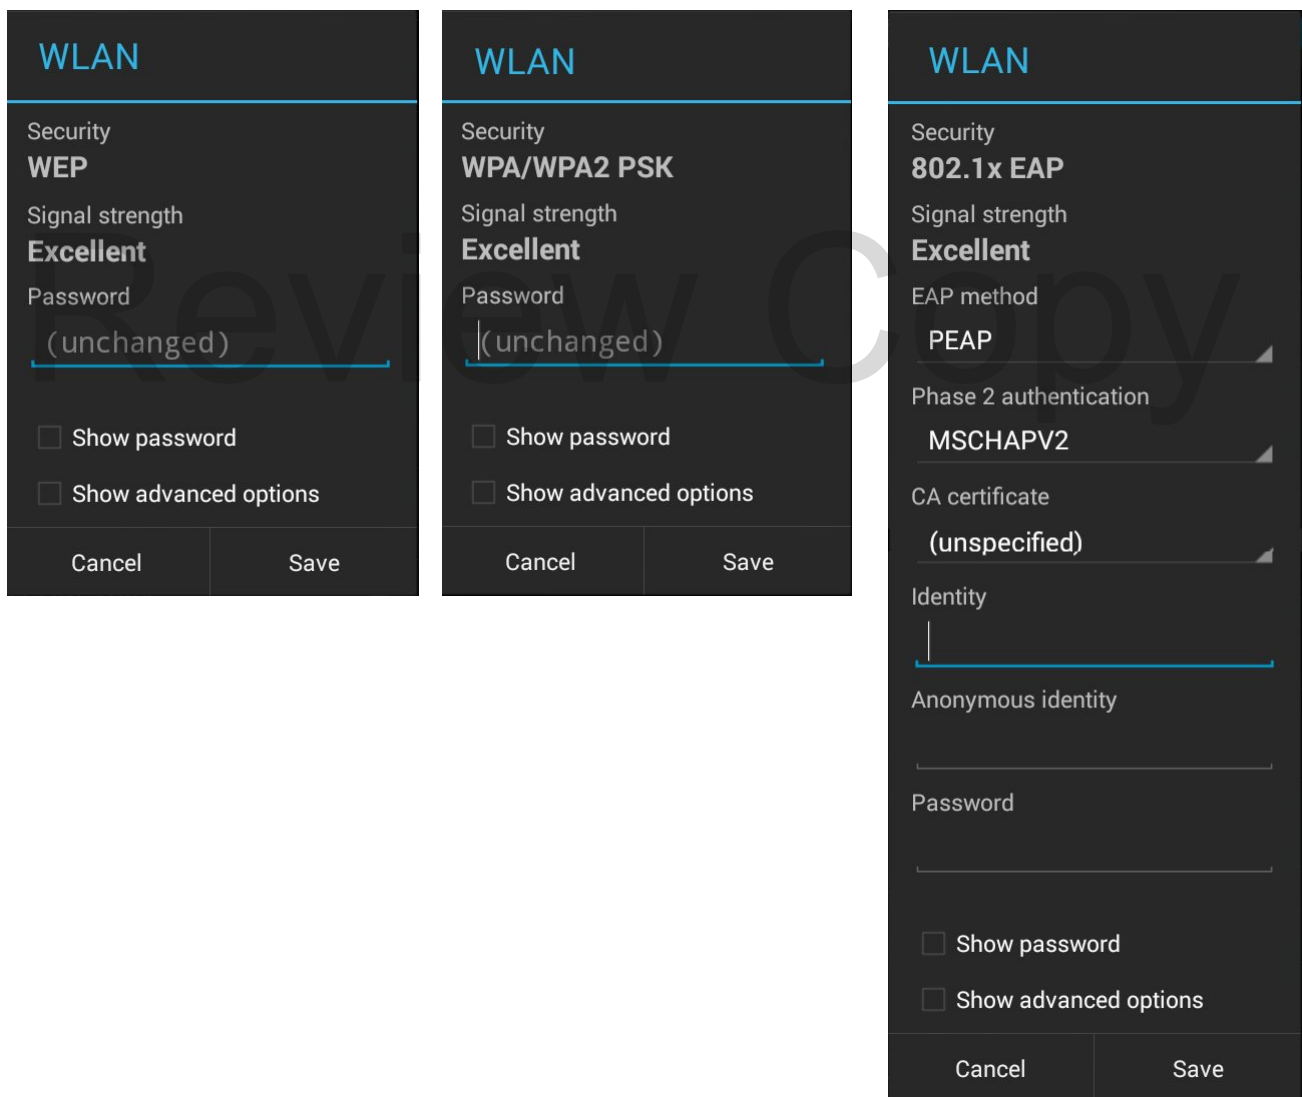 WLAN
Security
WEP
Signal strength
Excellent
Password
(unchanged)
Show password
Show advanced options
Cancel Save
WLAN
Security
WPA/WPA2 PSK
Signal strength
Excellent
Password
(unchanged)
Show password
Show advanced options
Cancel Save
WLAN
Security
802.1x EAP
Signal strength
Excellent
EAP method
PEAP
Phase 2 authentication
MSCHAPV2
CA certificate
(unspecified)
Identity
Anonymous identity
Password
Show password
Show advanced options
Cancel Save
Review Copy